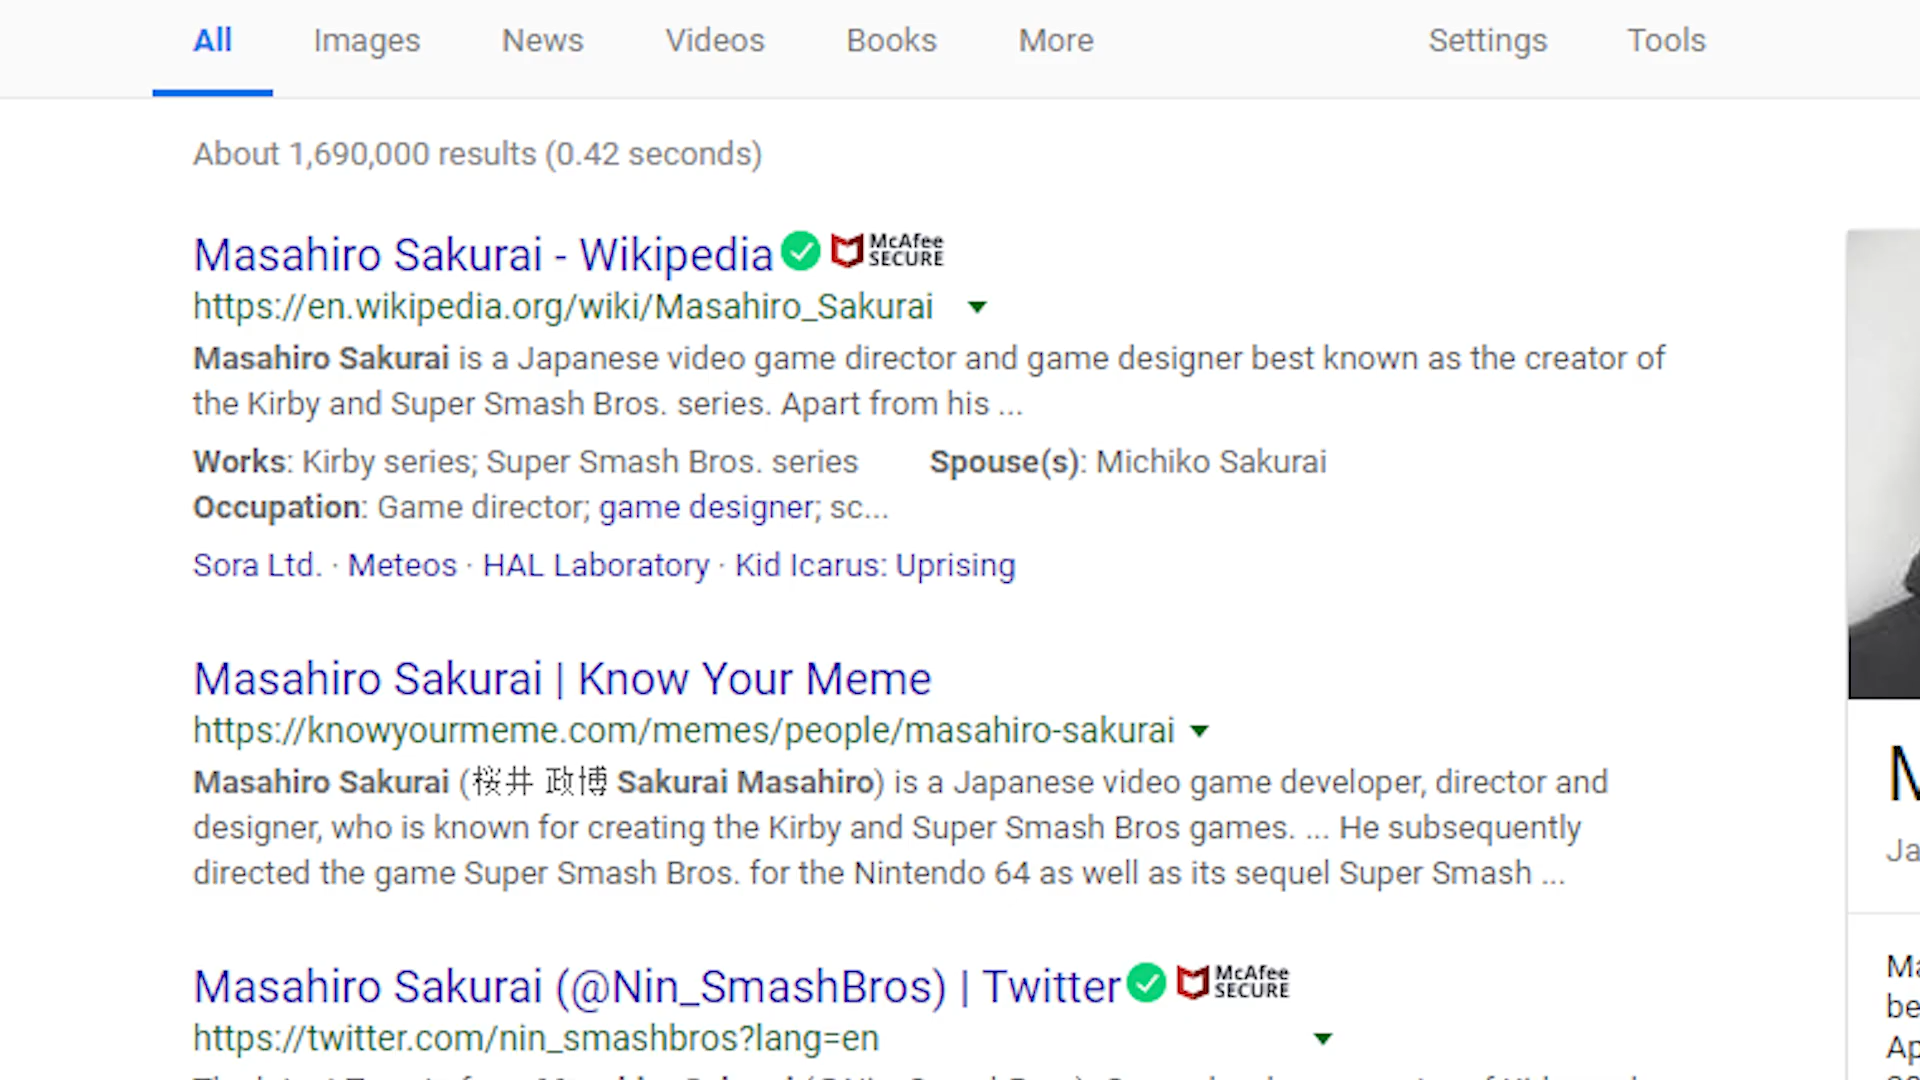 All Images News Videos Books More Settings Tools
About 1,690,000 results (0.42 seconds)
Masahiro Sakurai - Wikipedia McAfee SECURE
https://en.wikipedia.org/wiki/Masahiro_Sakurai
Masahiro Sakurai is a Japanese video game director and game designer best known as the creator of
the Kirby and Super Smash Bros. series. Apart from his ...
Works: Kirby series; Super Smash Bros. series Spouse(s): Michiko Sakurai
Occupation: Game director; game designer; sc...
Sora Ltd. · Meteos · HAL Laboratory · Kid Icarus: Uprising
Masahiro Sakurai | Know Your Meme
https://knowyourmeme.com/memes/people/masahiro-sakurai
Masahiro Sakurai (桜井 政博 Sakurai Masahiro) is a Japanese video game developer, director and
designer, who is known for creating the Kirby and Super Smash Bros games. ... He subsequently
directed the game Super Smash Bros. for the Nintendo 64 as well as its sequel Super Smash ...
Masahiro Sakurai (@Nin_SmashBros) | Twitter McAfee SECURE
https://twitter.com/nin_smashbros?lang=en